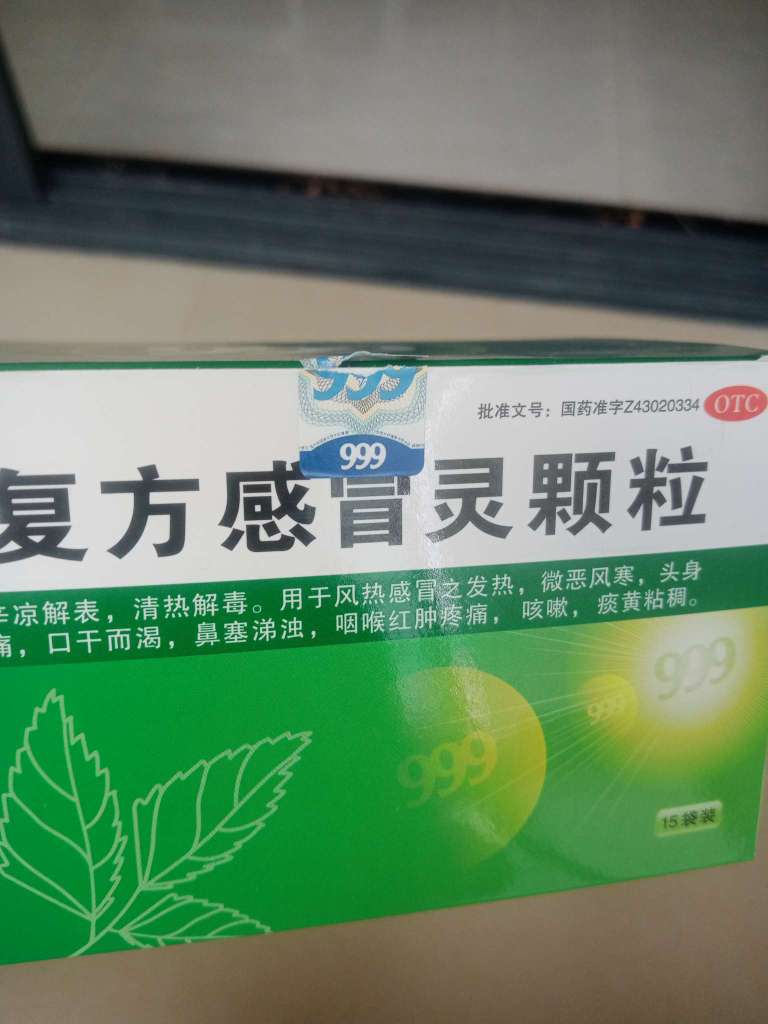 999
999
批准文号：国药准字Z43020334
OTC
复方感冒灵颗粒
辛凉解表，清热解毒。用于风热感冒之发热，微恶风寒，头身
痛，口干而渴，鼻塞涕浊，咽喉红肿疼痛，咳嗽，痰黄粘稠。
999
999
999
15袋装